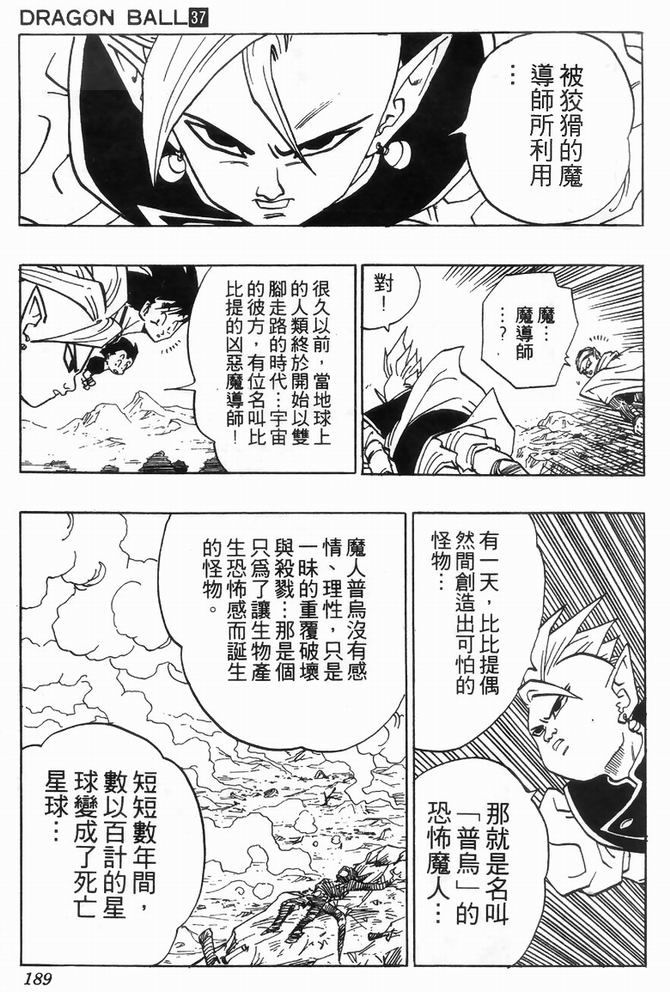 DRAGON BALL 37
被狡猾的魔
導師所利用
…
魔…
魔導師
…?
對!
很久以前,當地球上
的人類終於開始以雙
腳走路的時代…宇宙
的彼方,有位名叫比
比提的凶惡魔導師!
有一天,比比提偶
然間創造出可怕的
怪物…
那就是名叫
「普烏」的
恐怖魔人…
魔人普烏沒有感
情、理性,只是
一昧的重覆破壞
與殺戮…那是個
只為了讓生物產
生恐怖感而誕生
的怪物。
短短數年間,
數以百計的星
球變成了死亡
星球…
189